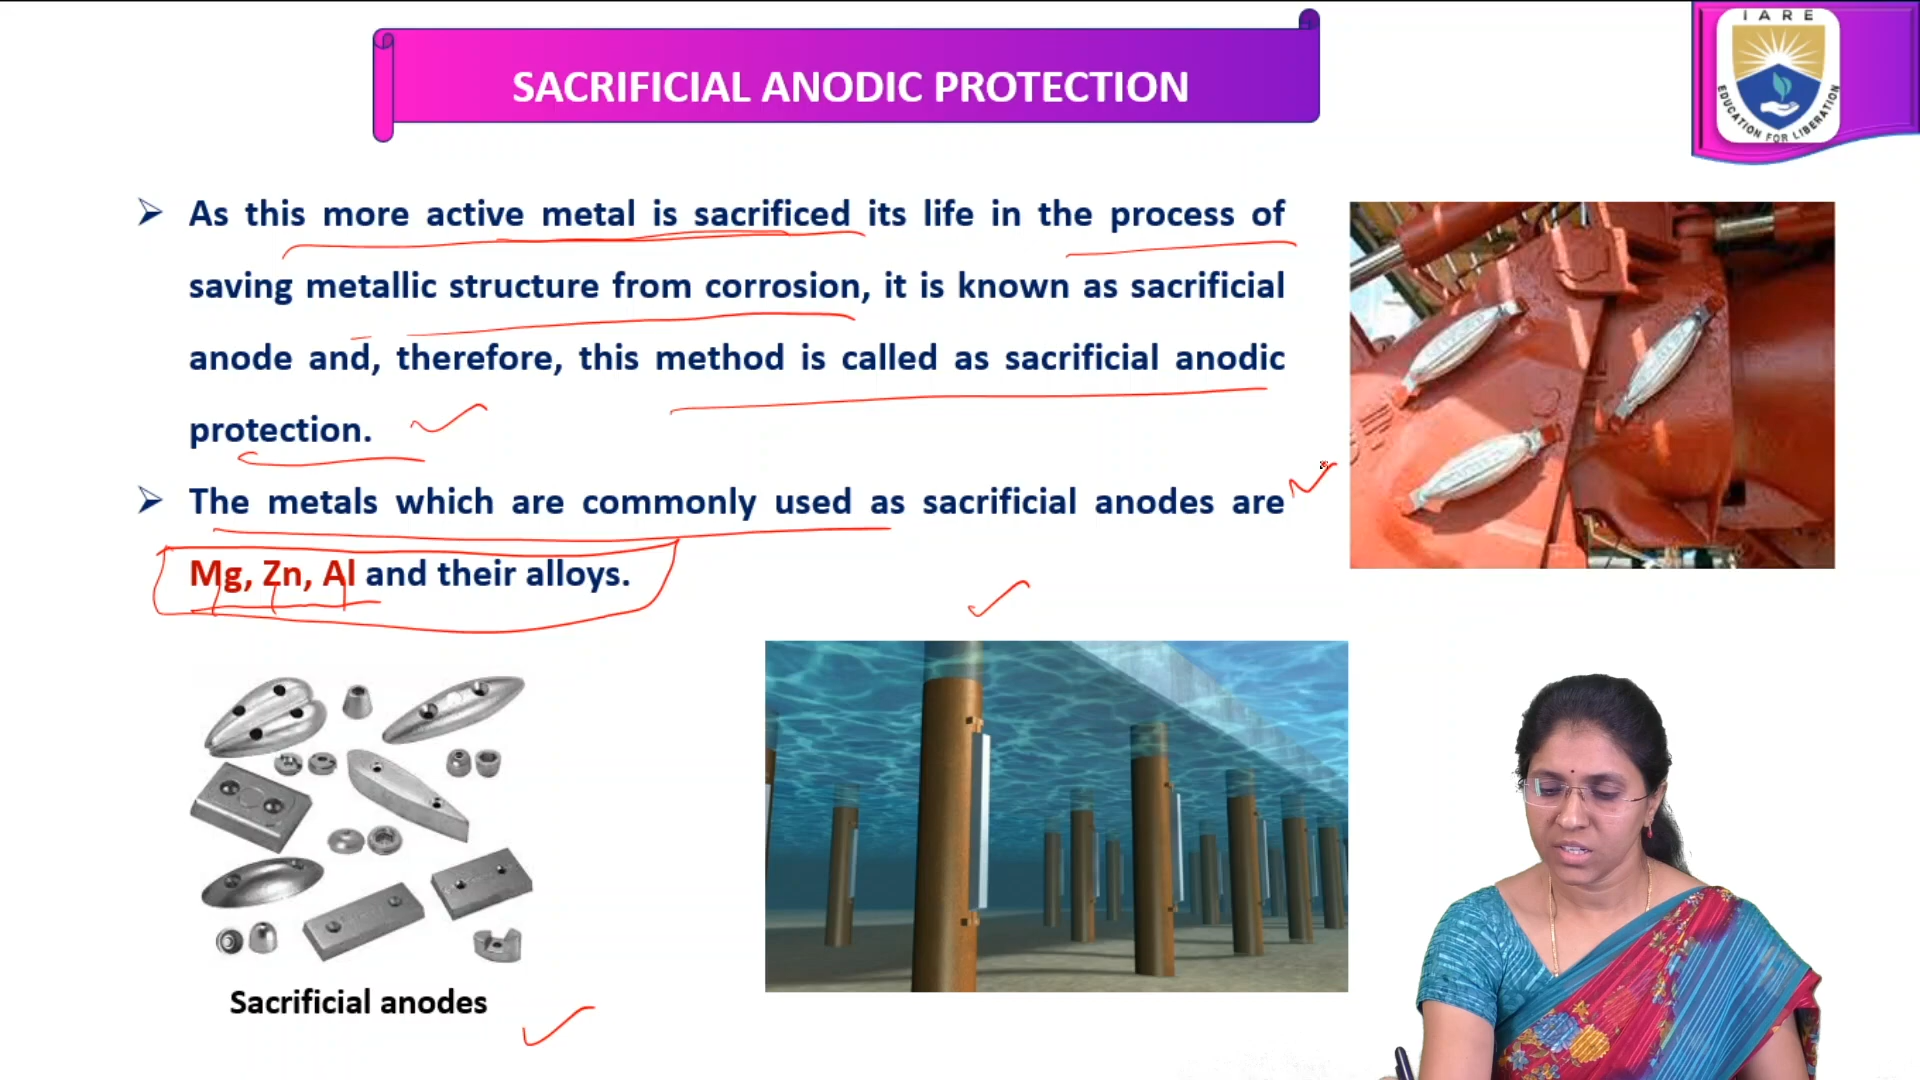 SACRIFICIAL ANODIC PROTECTION
IARE
EDUCATION FOR LIBERATION
➢ As this more active metal is sacrificed its life in the process of
saving metallic structure from corrosion, it is known as sacrificial
anode and, therefore, this method is called as sacrificial anodic
protection.
➢ The metals which are commonly used as sacrificial anodes are
Mg, Zn, Al and their alloys.
Sacrificial anodes